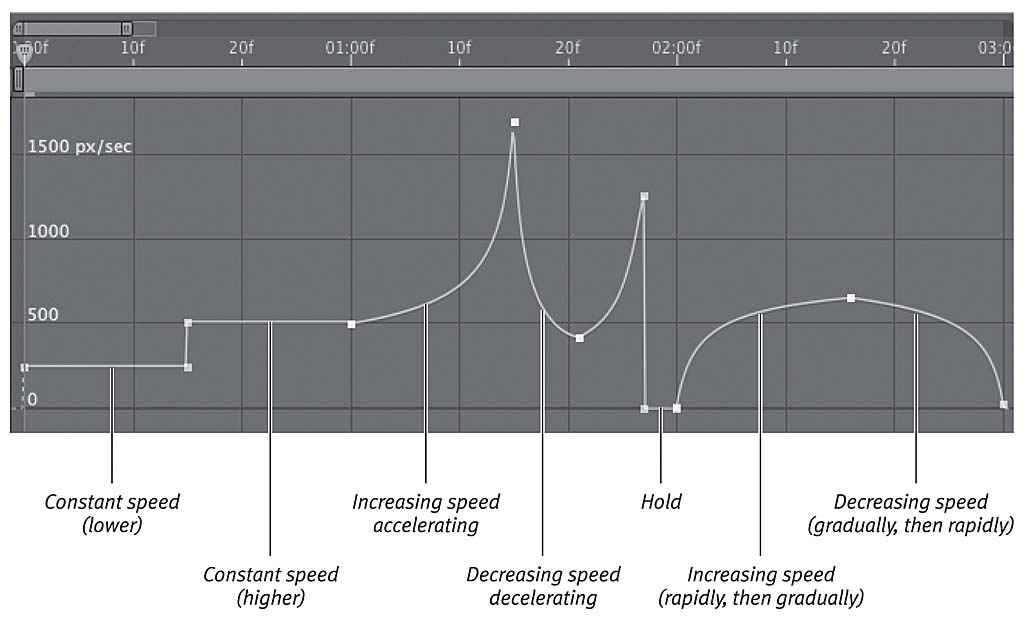 :00f 10f 20f 01:00f 10f 20f 02:00f 10f 20f 03:0
1500 px/sec
1000
500
0
Constant speed
(lower)
Increasing speed
accelerating
Hold
Decreasing speed
(gradually, then rapidly)
Constant speed
(higher)
Decreasing speed
decelerating
Increasing speed
(rapidly, then gradually)